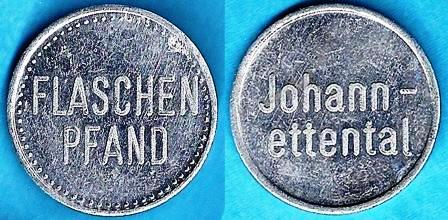 FLASCHEN
PFAND
Johann-
ettental